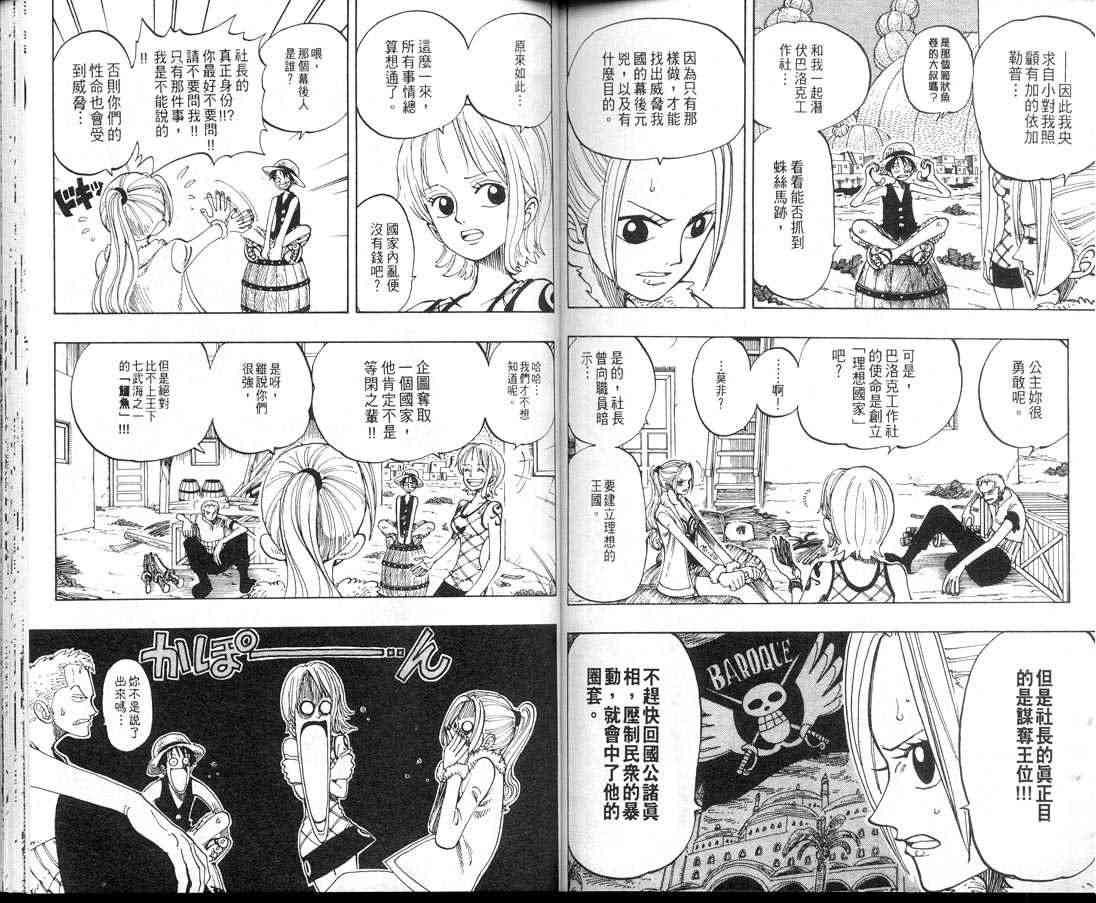 ——因此我央
求自小對我照
顧有加的依加
勒普…
是那個鬈狀魚
卷的大叔嗎？
和我一起潛
伏巴洛克工
作社…
看看能否抓到
蛛絲馬跡，
因為只有那
樣做，才能
找出威脅我
國的幕後元
兇，以及有
什麼目的。
公主妳很
勇敢呢。
可是，
巴洛克工作社
的使命是創立
「理想國家」
吧？
…啊！
…莫非？
是的，社長
曾向職員暗
示…
要建立理想的
王國。
但是社長的真正目
的是謀奪王位!!!
BAROQUE
不趕快回國公諸真
相，壓制民衆的暴
動，就會中了他的
圈套。
原來如此…
這麼一來，
所有事情總
算想通了。
國家內亂便
沒有錢吧？
喂，
那個幕後人
是誰？
社長的
真正身份!!?
你最好不要問!!
請不要問我!!
只有那件事，
我是不能說的
!!
否則你們的
性命也會受
到威脅…
ドキドキッ
哈哈…
我們才不想
知道呢。
企圖奪取
一個國家，
他肯定不是
等閑之輩!!
是呀，
雖說你們
很強，
但是絕對
比不上王下
七武海之一
的「鱷魚」!!!
かぽ——…ん
妳不是說了
出來嗎…